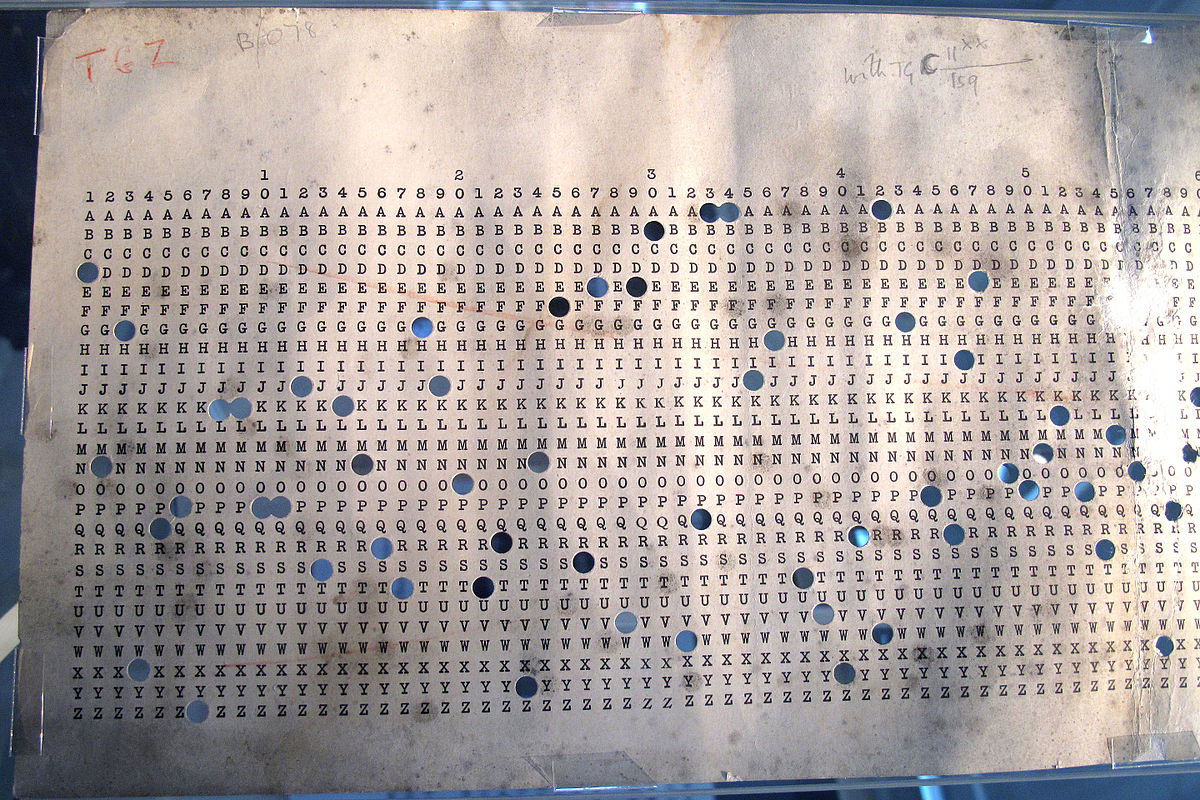 TGZ
with TG C 11xx
159
1 2 3 4 5 6
1 2 3 4 5 6 7 8 9 0 1 2 3 4 5 6 7 8 9 0 1 2 3 4 5 6 7 8 9 0 1 2 3 4 5 6 7 8 9 0 1 2 3 4 5 6 7 8 9 0 1 2 3 4 5 6 7 8 9 0
A A A A A A A A A A A A A A A A A A A A A A A A A A A A A A A A A A A A A A A A A A A A A A A A A A A A A A A A A
B B B B B B B B B B B B B B B B B B B B B B B B B B B B B B B B B B B B B B B B B B B B B B B B B B B B B B B B B B B
C C C C C C C C C C C C C C C C C C C C C C C C C C C C C C C C C C C C C C C C C C C C C C C C C C C C C C C C C C C C
D D D D D D D D D D D D D D D D D D D D D D D D D D D D D D D D D D D D D D D D D D D D D D D D D D D D D D D D
E E E E E E E E E E E E E E E E E E E E E E E E E E E E E E E E E E E E E E E E E E E E E E E E E E E E E E
F F F F F F F F F F F F F F F F F F F F F F F F F F F F F F F F F F F F F F F F F F F F F F F F F F F F F F
G G G G G G G G G G G G G G G G G G G G G G G G G G G G G G G G G G G G G G G G G G G G G G G G G G G G G G
H H H H H H H H H H H H H H H H H H H H H H H H H H H H H H H H H H H H H H H H H H H H H H H H H H H H H H H H H
I I I I I I I I I I I I I I I I I I I I I I I I I I I I I I I I I I I I I I I I I I I I I I I I I I I I I I
J J J J J J J J J J J J J J J J J J J J J J J J J J J J J J J J J J J J J J J J J J J J J J J J J J J J
K K K K K K K K K K K K K K K K K K K K K K K K K K K K K K K K K K K K K K K K K K K K K K K K K K K K K K
L L L L L L L L L L L L L L L L L L L L L L L L L L L L L L L L L L L L L L L L L L L L L L L L L L L L L L L L
M M M M M M M M M M M M M M M M M M M M M M M M M M M M M M M M M M M M M M M M M M M M M M M M M M M M M M M
N N N N N N N N N N N N N N N N N N N N N N N N N N N N N N N N N N N N N N N N N N N N N N N N N N N N N
O O O O O O O O O O O O O O O O O O O O O O O O O O O O O O O O O O O O O O O O O O O O O O O O O O O O O O O
P P P P P P P P P P P P P P P P P P P P P P P P P P P P P P P P P P P P P P P P P P P P P P P P P P P P P
Q Q Q Q Q Q Q Q Q Q Q Q Q Q Q Q Q Q Q Q Q Q Q Q Q Q Q Q Q Q Q Q Q Q Q Q Q Q Q Q Q Q Q Q Q Q Q Q Q Q Q Q Q Q Q Q Q
R R R R R R R R R R R R R R R R R R R R R R R R R R R R R R R R R R R R R R R R R R R R R R R R R R R R R R R R
S S S S S S S S S S S S S S S S S S S S S S S S S S S S S S S S S S S S S S S S S S S S S S S S S S S S S S S S S
T T T T T T T T T T T T T T T T T T T T T T T T T T T T T T T T T T T T T T T T T T T T T T T T T T T T T T T T T
U U U U U U U U U U U U U U U U U U U U U U U U U U U U U U U U U U U U U U U U U U U U U U U U U U U U U U U U U U U U
V V V V V V V V V V V V V V V V V V V V V V V V V V V V V V V V V V V V V V V V V V V V V V V V V V V V V V V V V V
W W W W W W W W W W W W W W W W W W W W W W W W W W W W W W W W W W W W W W W W W W W W W W W W W W W W W W W W W
X X X X X X X X X X X X X X X X X X X X X X X X X X X X X X X X X X X X X X X X X X X X X X X X X X X X X X X X X X X
Y Y Y Y Y Y Y Y Y Y Y Y Y Y Y Y Y Y Y Y Y Y Y Y Y Y Y Y Y Y Y Y Y Y Y Y Y Y Y Y Y Y Y Y Y Y Y Y Y Y Y Y Y Y Y Y Y Y
Z Z Z Z Z Z Z Z Z Z Z Z Z Z Z Z Z Z Z Z Z Z Z Z Z Z Z Z Z Z Z Z Z Z Z Z Z Z Z Z Z Z Z Z Z Z Z Z Z Z Z Z Z Z Z Z Z Z Z